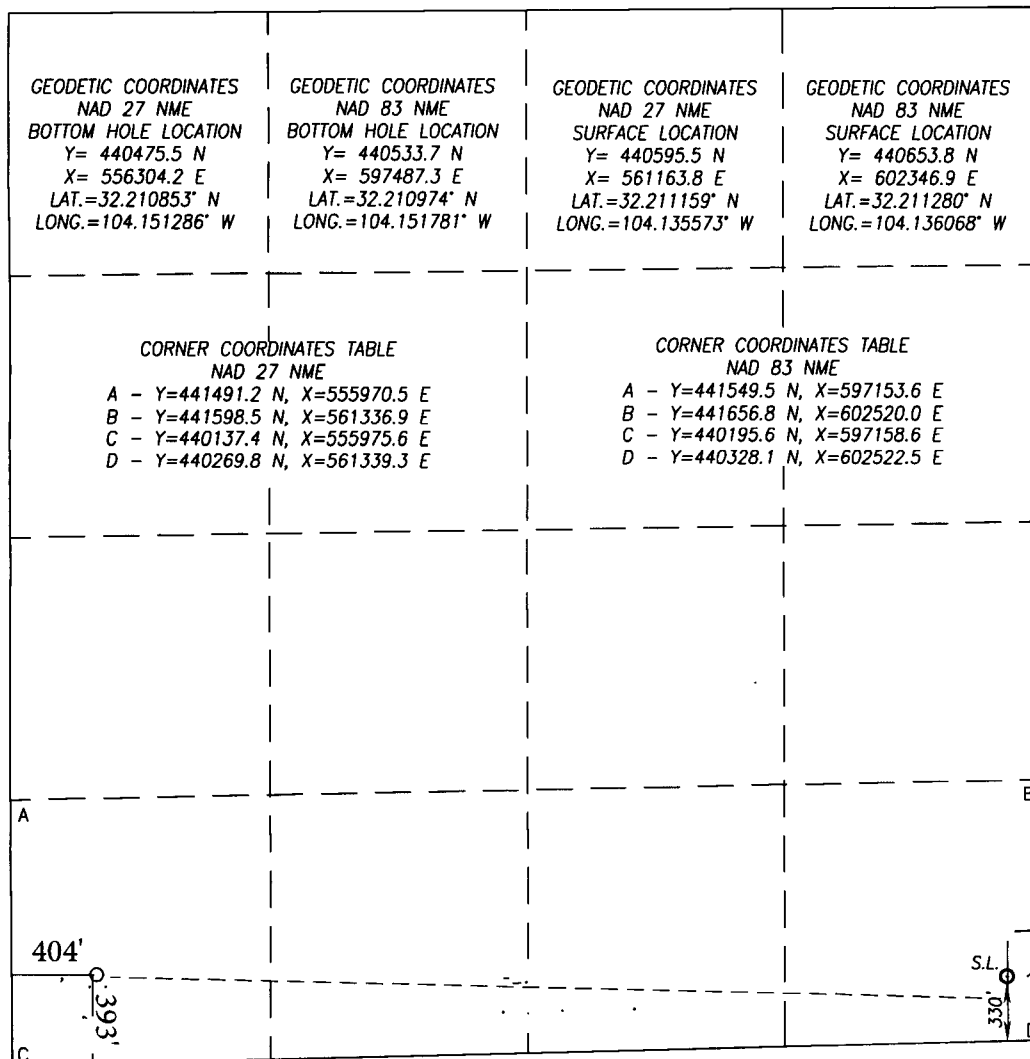 GEODETIC COORDINATES
NAD 27 NME
BOTTOM HOLE LOCATION
Y= 440475.5 N
X= 556304.2 E
LAT.=32.210853° N
LONG.=104.151286° W
GEODETIC COORDINATES
NAD 83 NME
BOTTOM HOLE LOCATION
Y= 440533.7 N
X= 597487.3 E
LAT.=32.210974° N
LONG.=104.151781° W
GEODETIC COORDINATES
NAD 27 NME
SURFACE LOCATION
Y= 440595.5 N
X= 561163.8 E
LAT.=32.211159° N
LONG.=104.135573° W
GEODETIC COORDINATES
NAD 83 NME
SURFACE LOCATION
Y= 440653.8 N
X= 602346.9 E
LAT.=32.211280° N
LONG.=104.136068° W
CORNER COORDINATES TABLE
NAD 27 NME
A - Y=441491.2 N, X=555970.5 E
B - Y=441598.5 N, X=561336.9 E
C - Y=440137.4 N, X=555975.6 E
D - Y=440269.8 N, X=561339.3 E
CORNER COORDINATES TABLE
NAD 83 NME
A - Y=441549.5 N, X=597153.6 E
B - Y=441656.8 N, X=602520.0 E
C - Y=440195.6 N, X=597158.6 E
D - Y=440328.1 N, X=602522.5 E
A
B
404'
S.L.
393'
330'
C
D